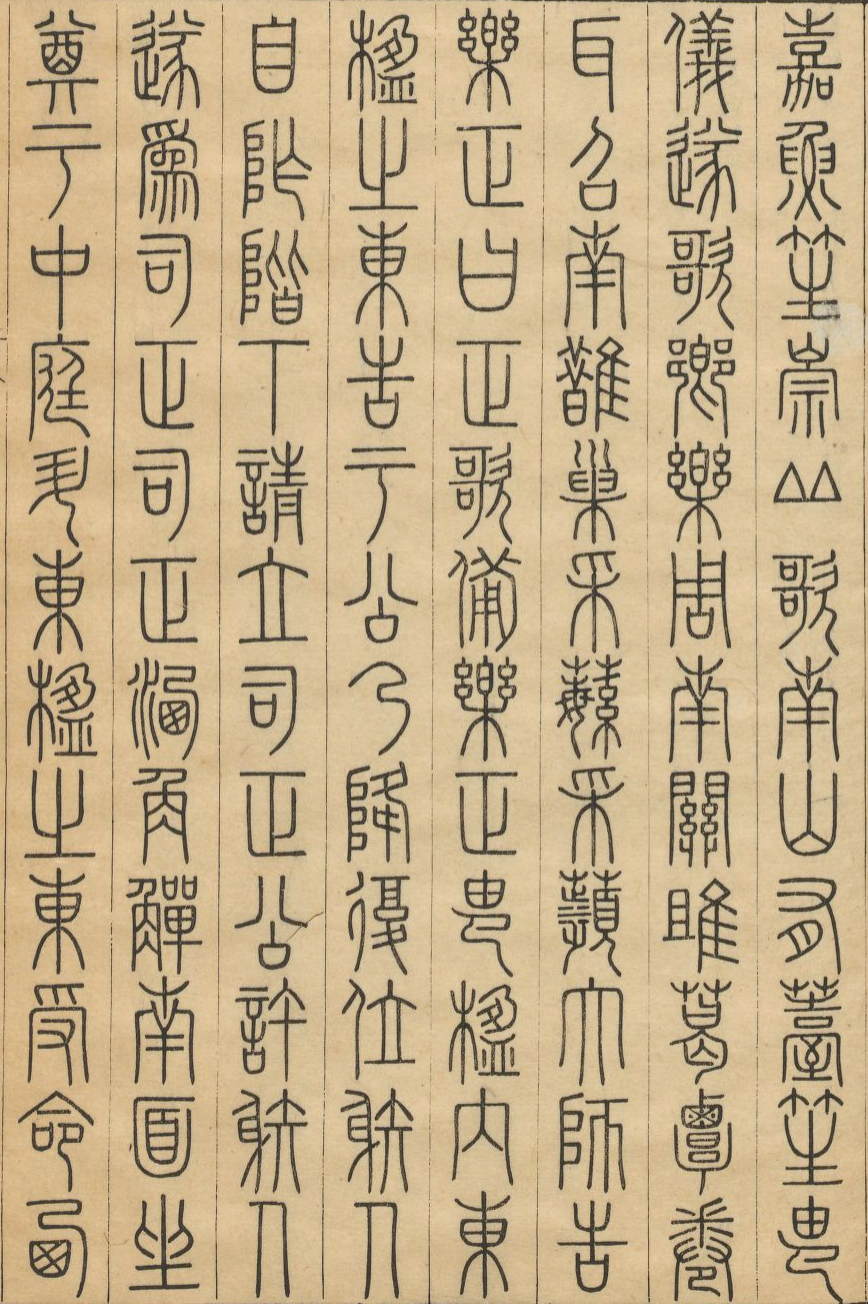 嘉魚笙崇丘歌南山有臺笙由
儀遂歌鄉樂周南關雎葛覃卷
耳召南鵲巢采蘩采蘋大師告
樂正曰正歌備樂正由楹內東
楹之東告于公乃降復位射人
自阼階下請立司正公許射人
遂為司正司正洗角觶南面坐
奠于中庭升東楹之東受命西